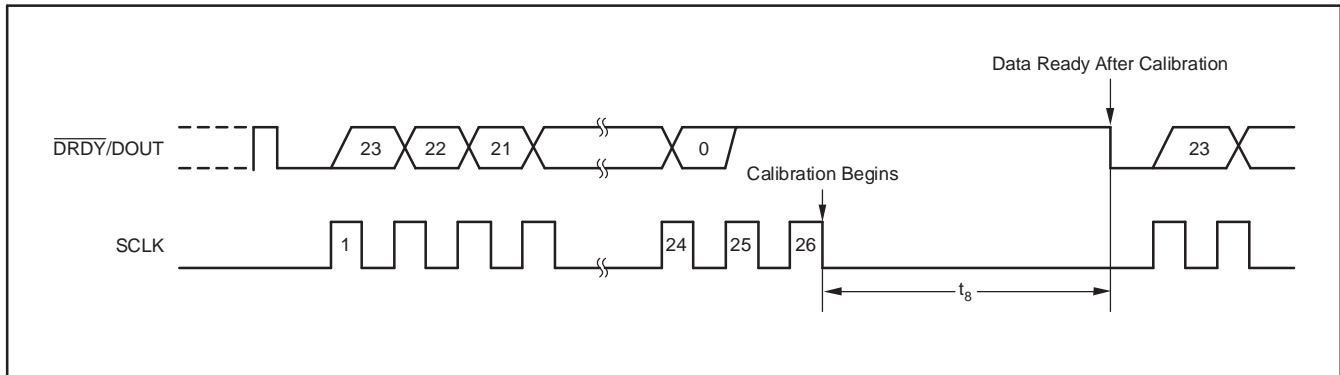 Data Ready After Calibration
DRDY/DOUT
23
22
21
0
23
Calibration Begins
SCLK
1
24
25
26
t8